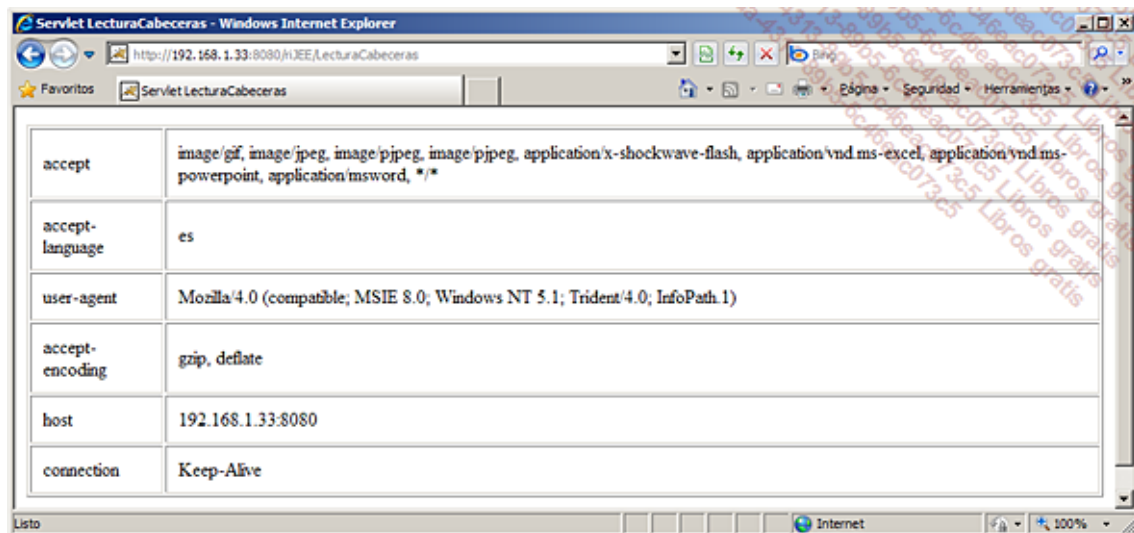 Servlet LecturaCabeceras - Windows Internet Explorer
http://192.168.1.33:8080/riJEE/LecturaCabeceras
Bing
Favoritos
Servlet LecturaCabeceras
Página
Seguridad
Herramientas
accept
image/gif, image/jpeg, image/pjpeg, image/pjpeg, application/x-shockwave-flash, application/vnd.ms-excel, application/vnd.ms-
powerpoint, application/msword, */*
accept-
language
es
user-agent
Mozilla/4.0 (compatible; MSIE 8.0; Windows NT 5.1; Trident/4.0; InfoPath.1)
accept-
encoding
gzip, deflate
host
192.168.1.33:8080
connection
Keep-Alive
Listo
Internet
100%
Libros gratis